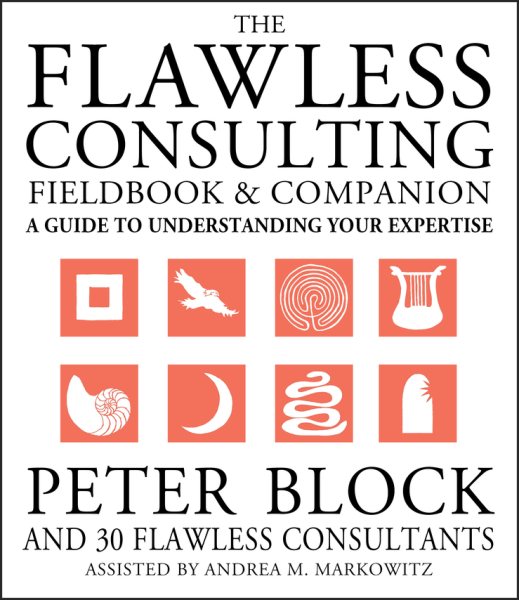 THE
FLAWLESS
CONSULTING
FIELDBOOK & COMPANION
A GUIDE TO UNDERSTANDING YOUR EXPERTISE
PETER BLOCK
AND 30 FLAWLESS CONSULTANTS
ASSISTED BY ANDREA M. MARKOWITZ